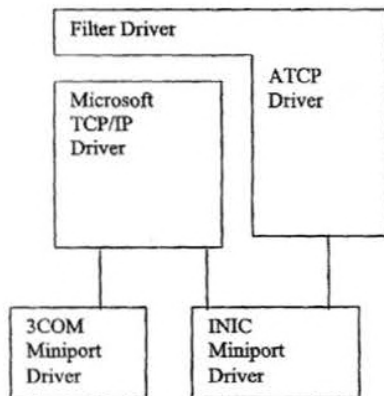 Filter Driver
ATCP
Driver
Microsoft
TCP/IP
Driver
3COM
Miniport
Driver
INIC
Miniport
Driver